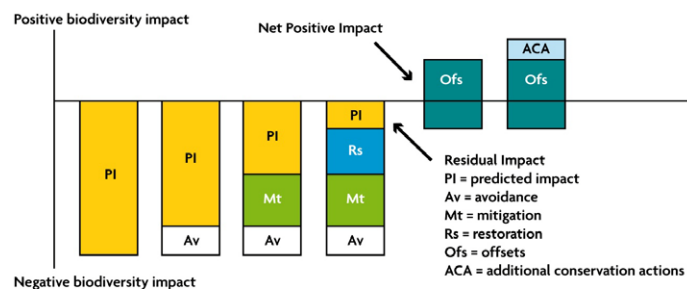 Positive biodiversity impact
Net Positive Impact
ACA
Ofs
Ofs
PI
PI
PI
PI
Rs
Mt
Mt
Av
Av
Av
Residual Impact
PI = predicted impact
Av = avoidance
Mt = mitigation
Rs = restoration
Ofs = offsets
ACA = additional conservation actions
Negative biodiversity impact